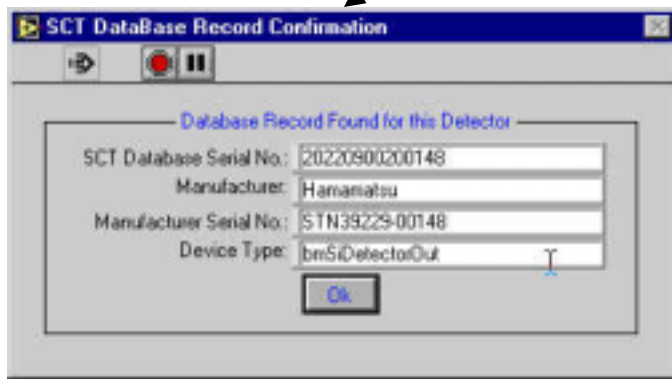 SCT DataBase Record Confirmation
Database Record Found for this Detector
SCT Database Serial No.: 20220900200148
Manufacturer: Hamamatsu
Manufacturer Serial No.: STN39229-00148
Device Type: bmSiDetectorOut
Ok